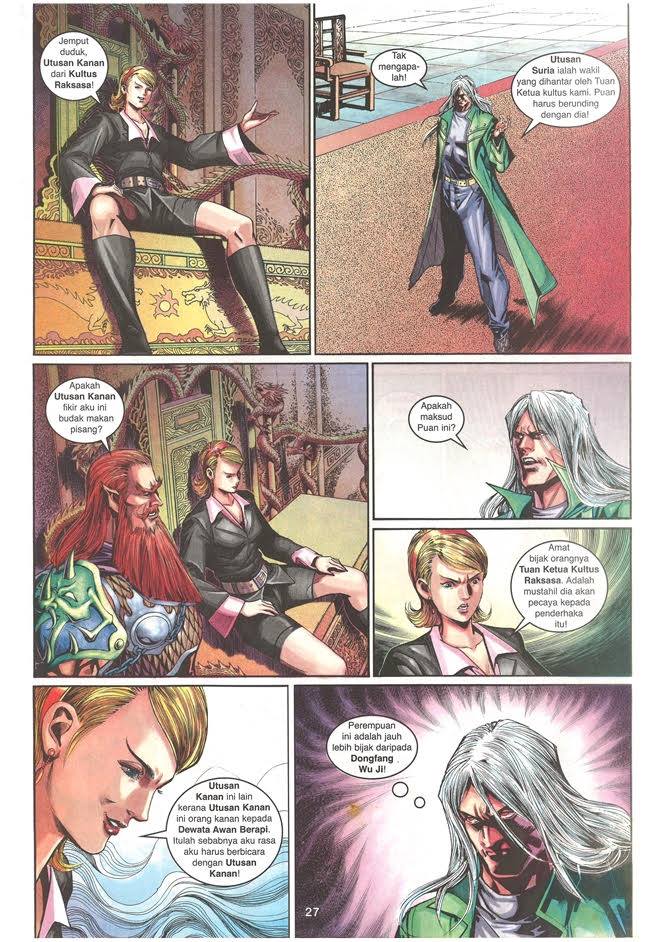 Jemput
duduk,
Utusan Kanan
dari Kultus
Raksasa!
Tak
mengapa-
lah!
Utusan
Suria ialah wakil
yang dihantar oleh Tuan
Ketua kultus kami. Puan
harus berunding
dengan dia!
Apakah
Utusan Kanan
fikir aku ini
budak makan
pisang?
Apakah
maksud
Puan ini?
Amat
bijak orangnya
Tuan Ketua Kultus
Raksasa. Adalah
mustahil dia akan
pecaya kepada
penderhaka
itu!
Utusan
Kanan ini lain
kerana Utusan Kanan
ini orang kanan kepada
Dewata Awan Berapi.
Itulah sebabnya aku rasa
aku harus berbicara
dengan Utusan
Kanan!
Perempuan
ini adalah jauh
lebih bijak daripada
Dongfang
Wu Ji!
27